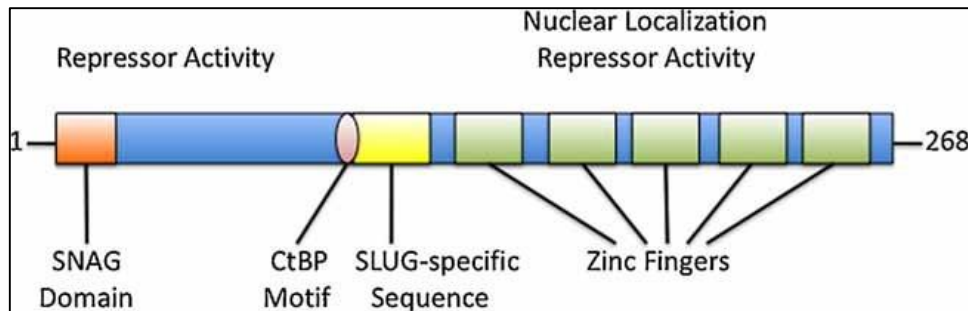 Repressor Activity
Nuclear Localization
Repressor Activity
1
268
SNAG
Domain
CtBP
Motif
SLUG-specific
Sequence
Zinc Fingers